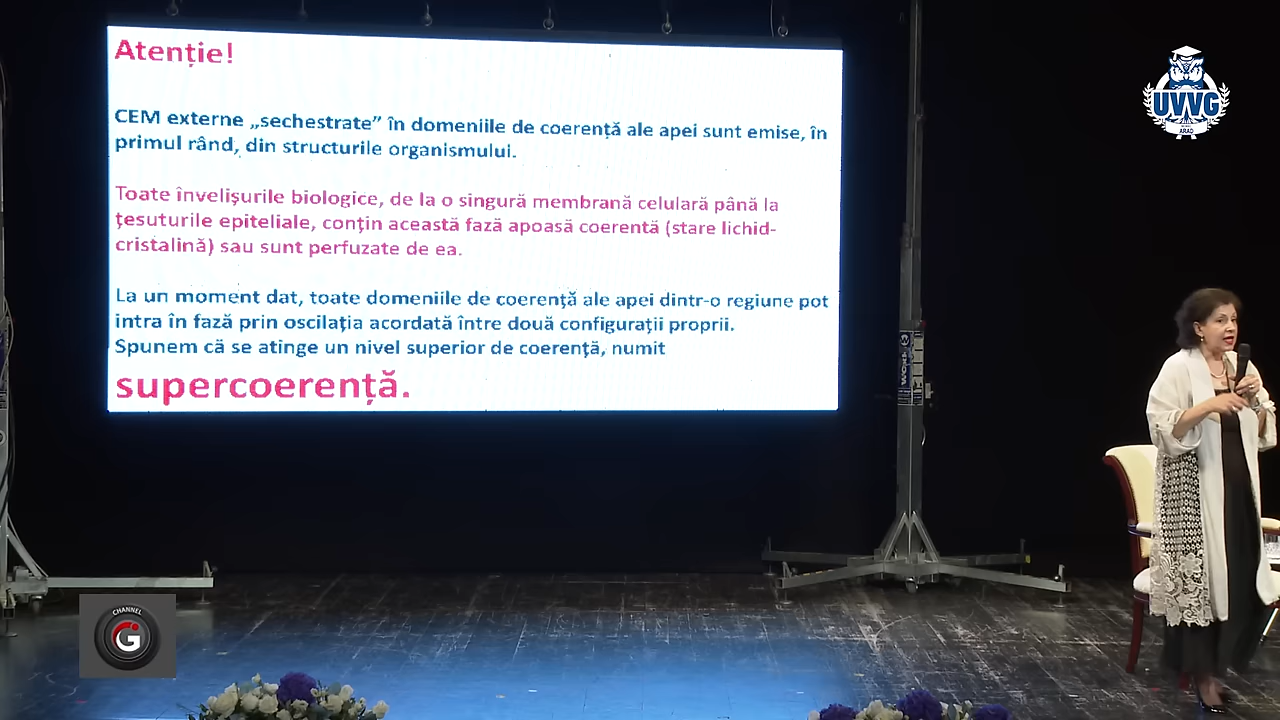 Atenție!
CEM externe „sechestrate” în domeniile de coerență ale apei sunt emise, în
primul rând, din structurile organismului.
Toate învelișurile biologice, de la o singură membrană celulară până la
țesuturile epiteliale, conțin această fază apoasă coerentă (stare lichid-
cristalină) sau sunt perfuzate de ea.
La un moment dat, toate domeniile de coerență ale apei dintr-o regiune pot
intra în fază prin oscilația acordată între două configurații proprii.
Spunem că se atinge un nivel superior de coerență, numit
supercoerență.
UVVG
ARAD
WORK
CHANNEL
G